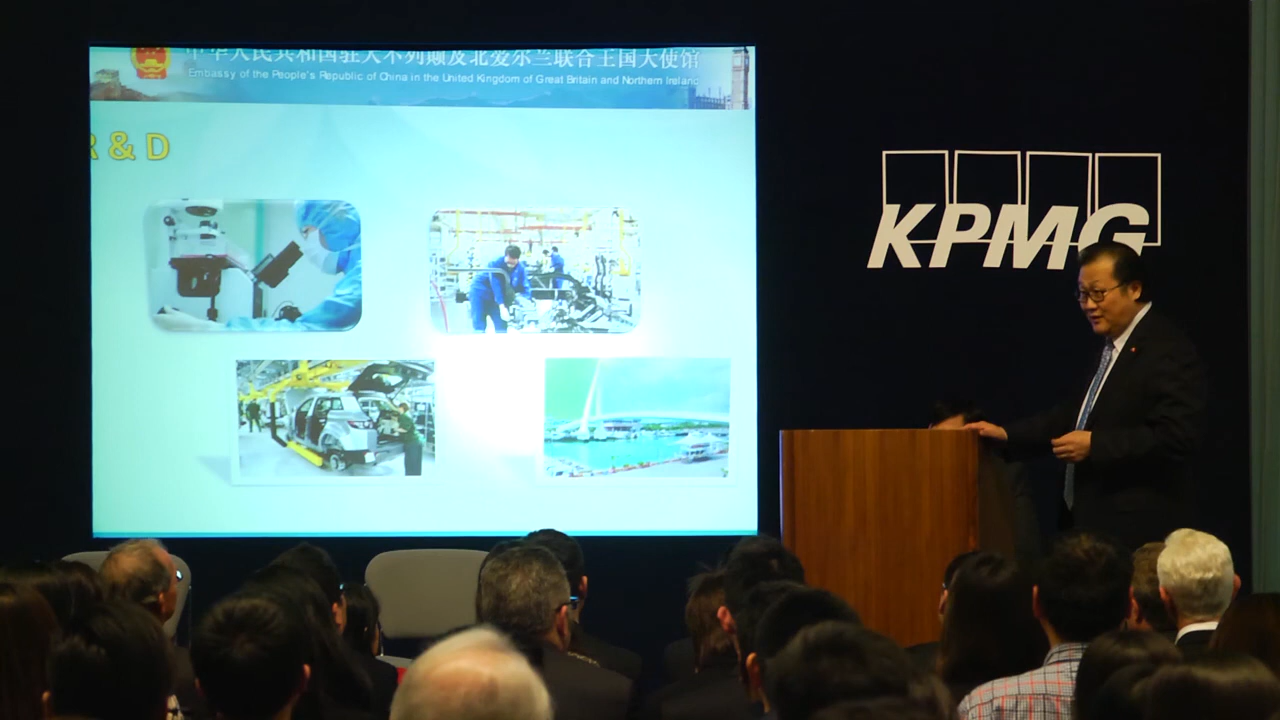 中华人民共和国驻大不列颠及北爱尔兰联合王国大使馆
Embassy of the People's Republic of China in the United Kingdom of Great Britain and Northern Ireland
R & D
KPMG